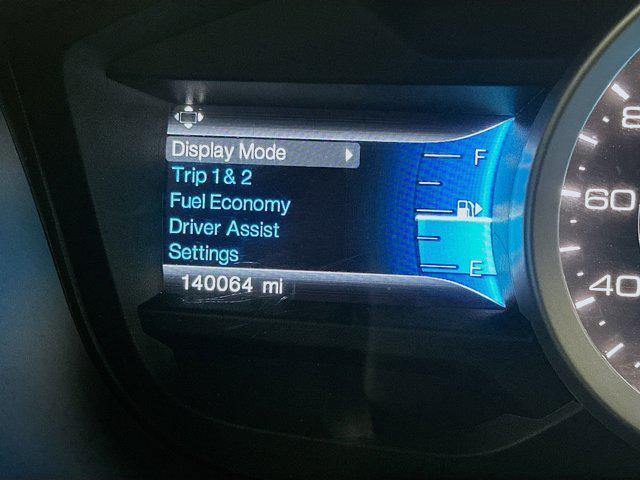 Display Mode
Trip 1 & 2
Fuel Economy
Driver Assist
Settings
140064 mi
F
E
60
40